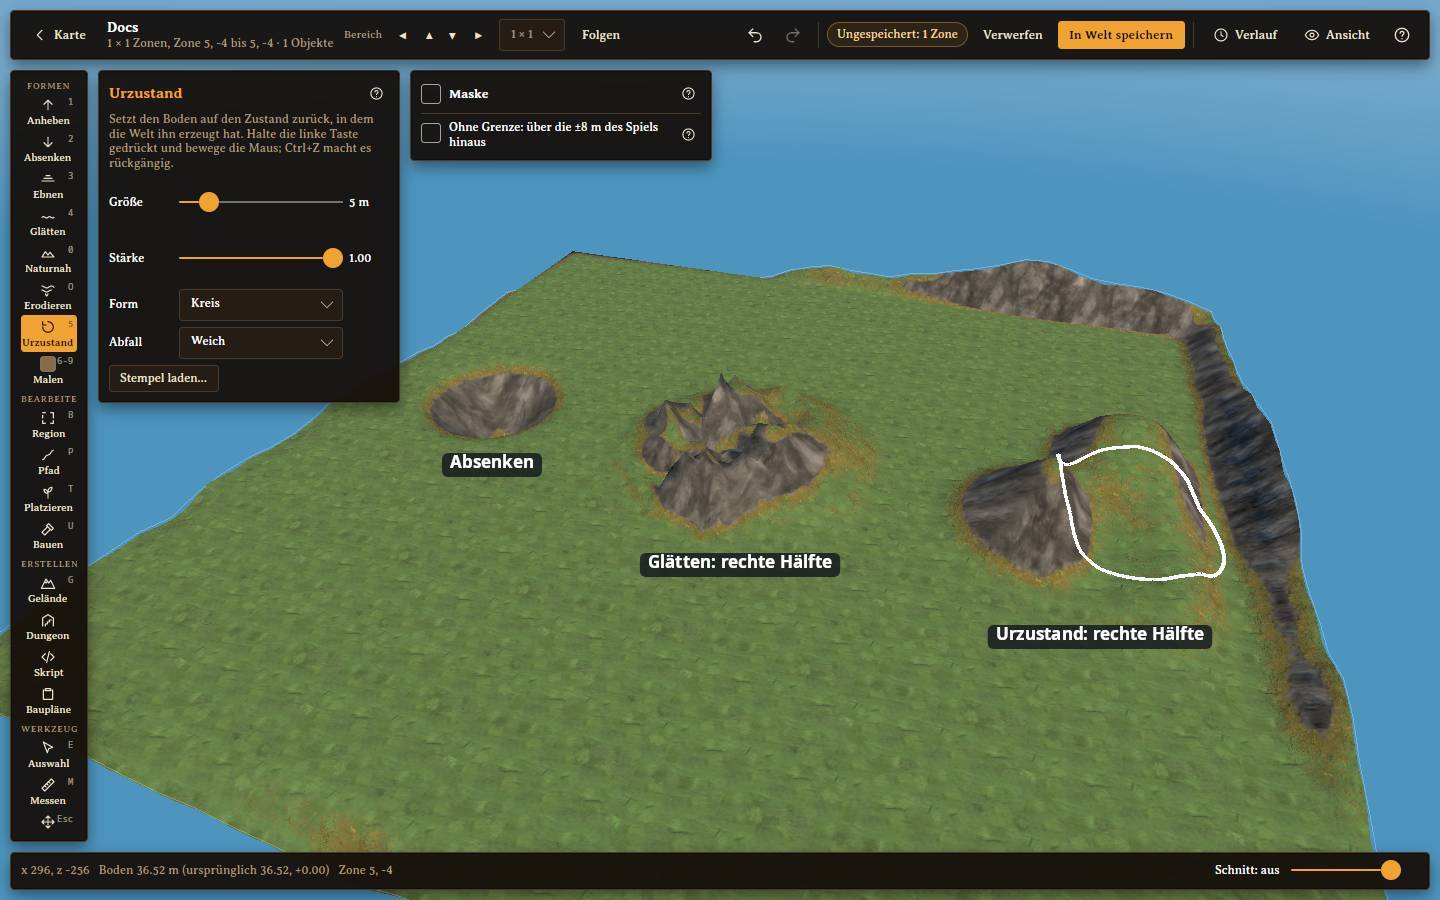 Karte
Docs
1 × 1 Zonen, Zone 5, -4 bis 5, -4 · 1 Objekte
Bereich
1 × 1
Folgen
Ungespeichert: 1 Zone
Verwerfen
In Welt speichern
Verlauf
Ansicht
FORMEN
1
Anheben
2
Absenken
3
Ebnen
4
Glätten
0
Naturnah
O
Erodieren
5
Urzustand
6-9
Malen
BEARBEITE
B
Region
P
Pfad
T
Platzieren
U
Bauen
ERSTELLEN
G
Gelände
Dungeon
Skript
Baupläne
WERKZEUG
E
Auswahl
M
Messen
Esc
Urzustand
Setzt den Boden auf den Zustand zurück, in dem
die Welt ihn erzeugt hat. Halte die linke Taste
gedrückt und bewege die Maus; Ctrl+Z macht es
rückgängig.
Größe
5 m
Stärke
1.00
Form
Kreis
Abfall
Weich
Stempel laden...
Maske
Ohne Grenze: über die ±8 m des Spiels
hinaus
Absenken
Glätten: rechte Hälfte
Urzustand: rechte Hälfte
x 296, z -256 Boden 36.52 m (ursprünglich 36.52, +0.00) Zone 5, -4
Schnitt: aus